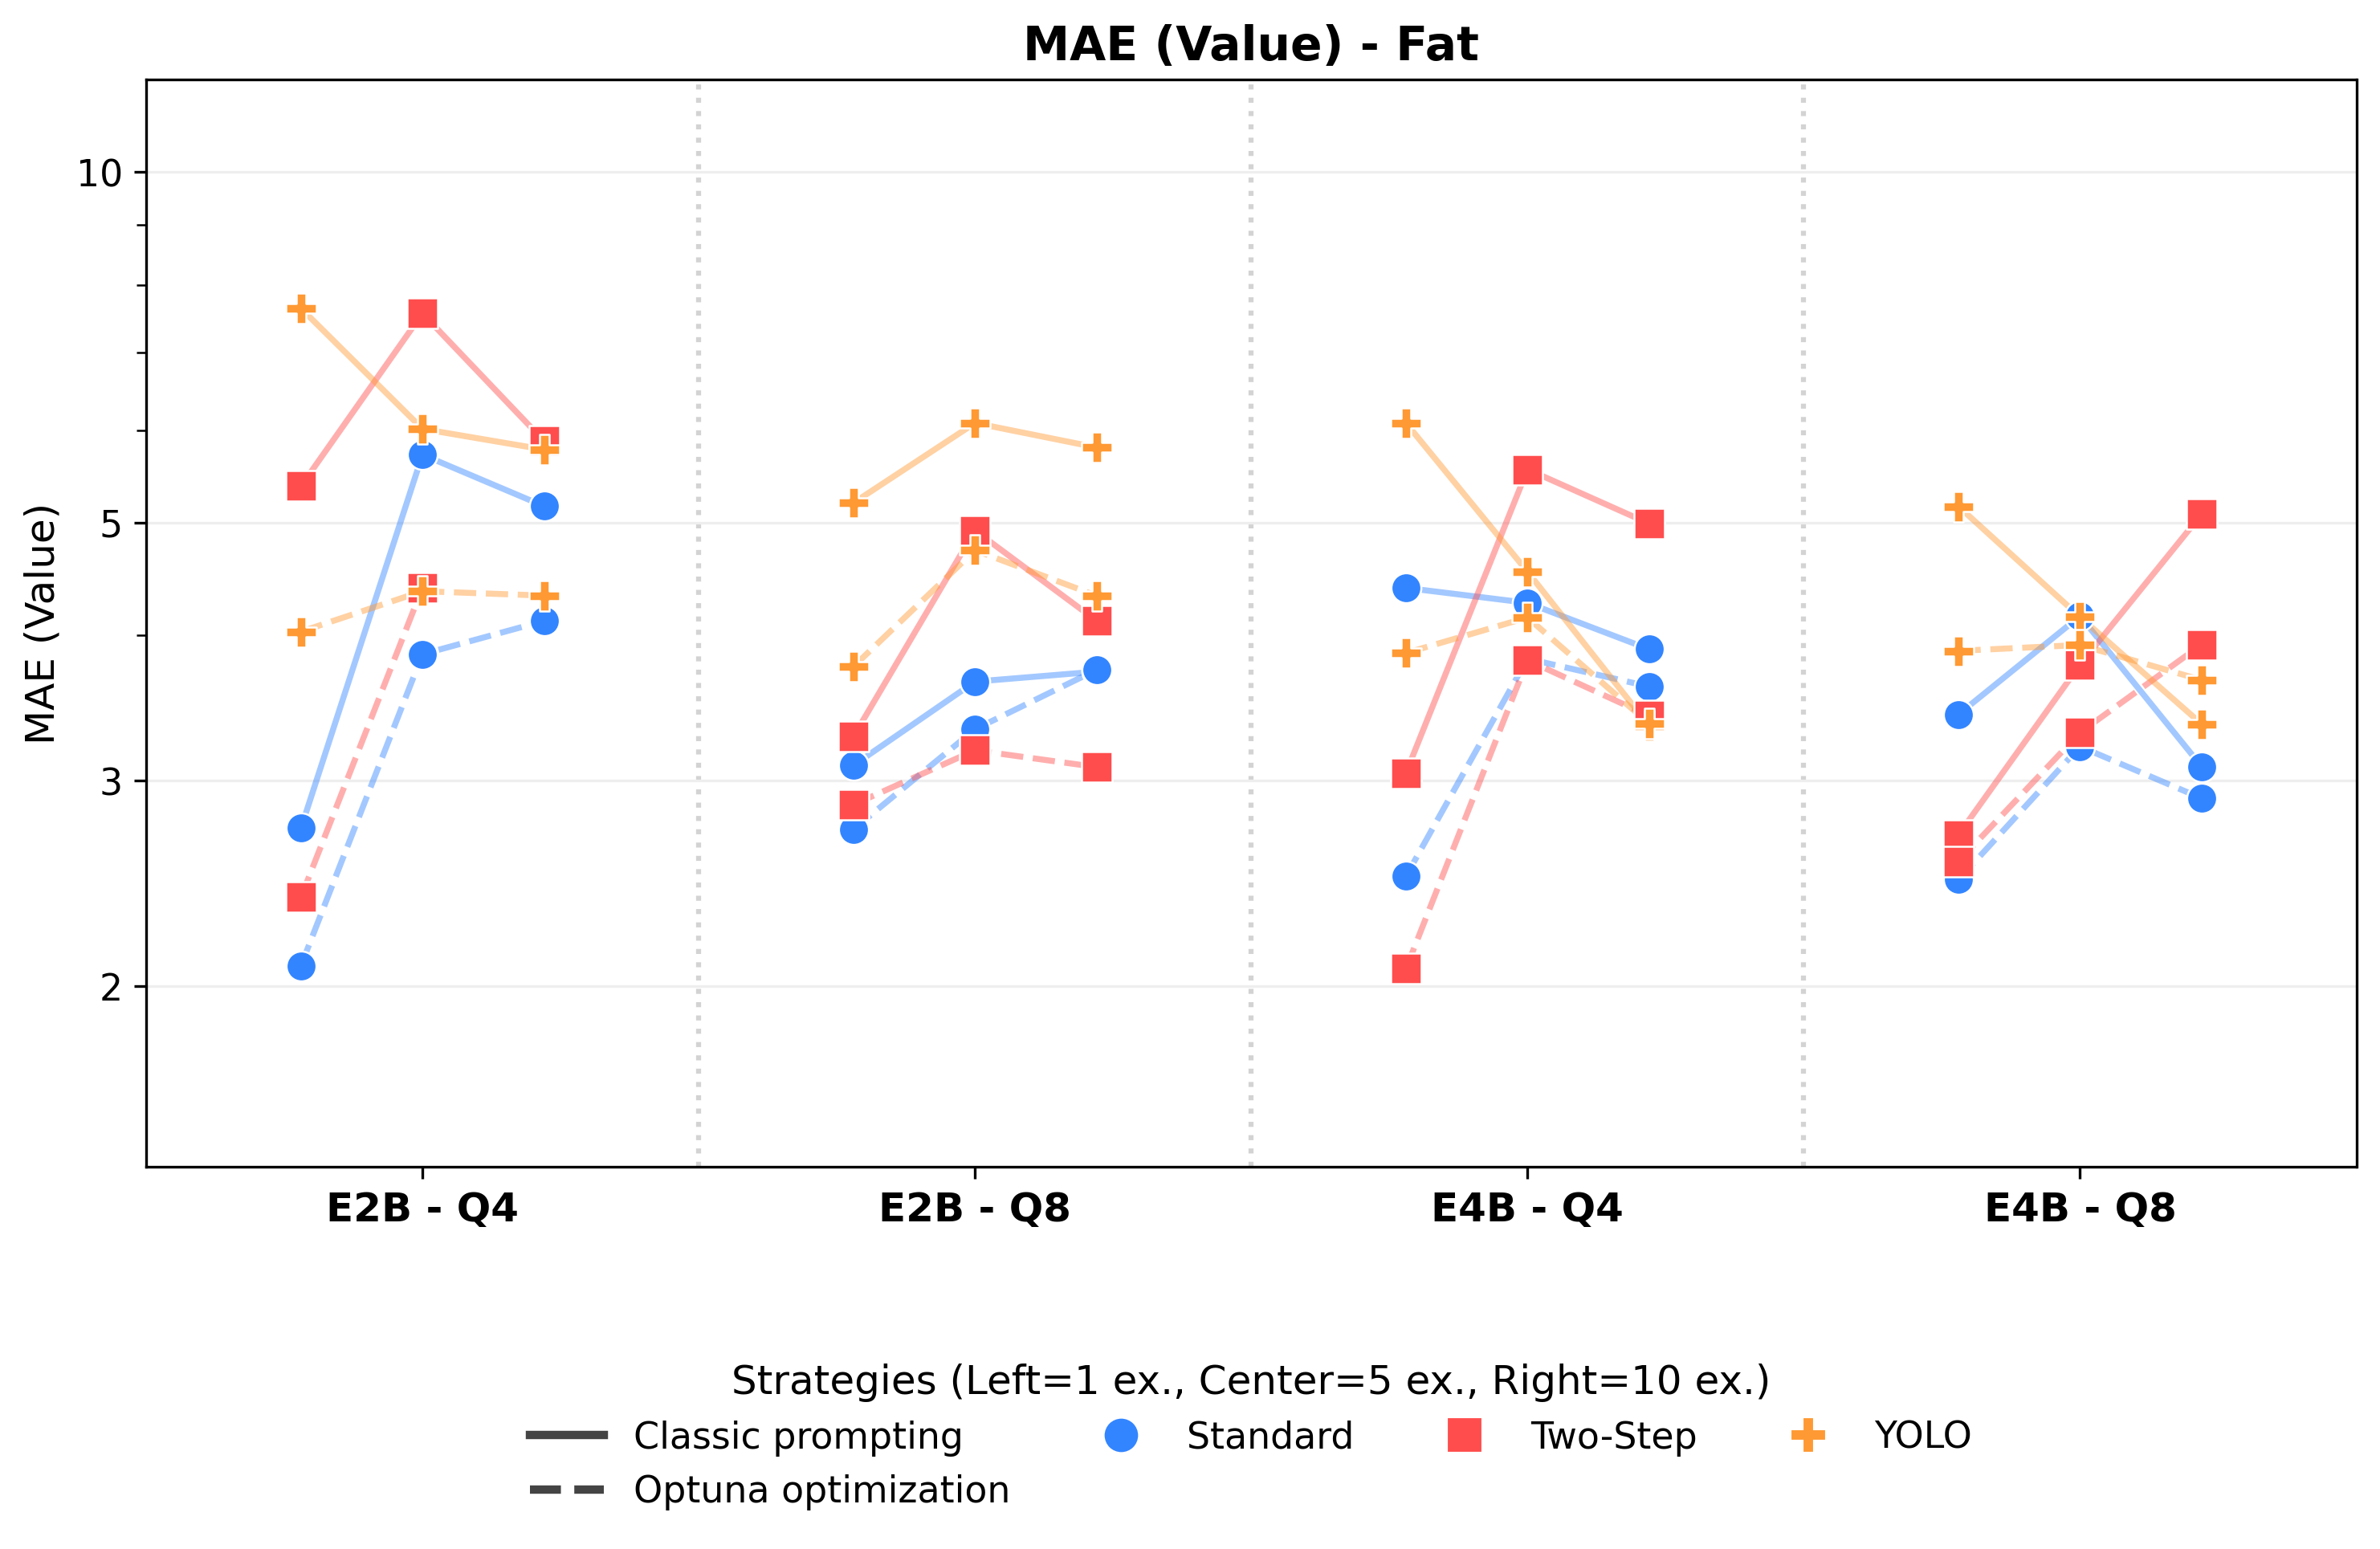 MAE (Value) - Fat
MAE (Value)
10
5
3
2
E2B - Q4
E2B - Q8
E4B - Q4
E4B - Q8
Strategies (Left=1 ex., Center=5 ex., Right=10 ex.)
Classic prompting
Optuna optimization
Standard
Two-Step
YOLO